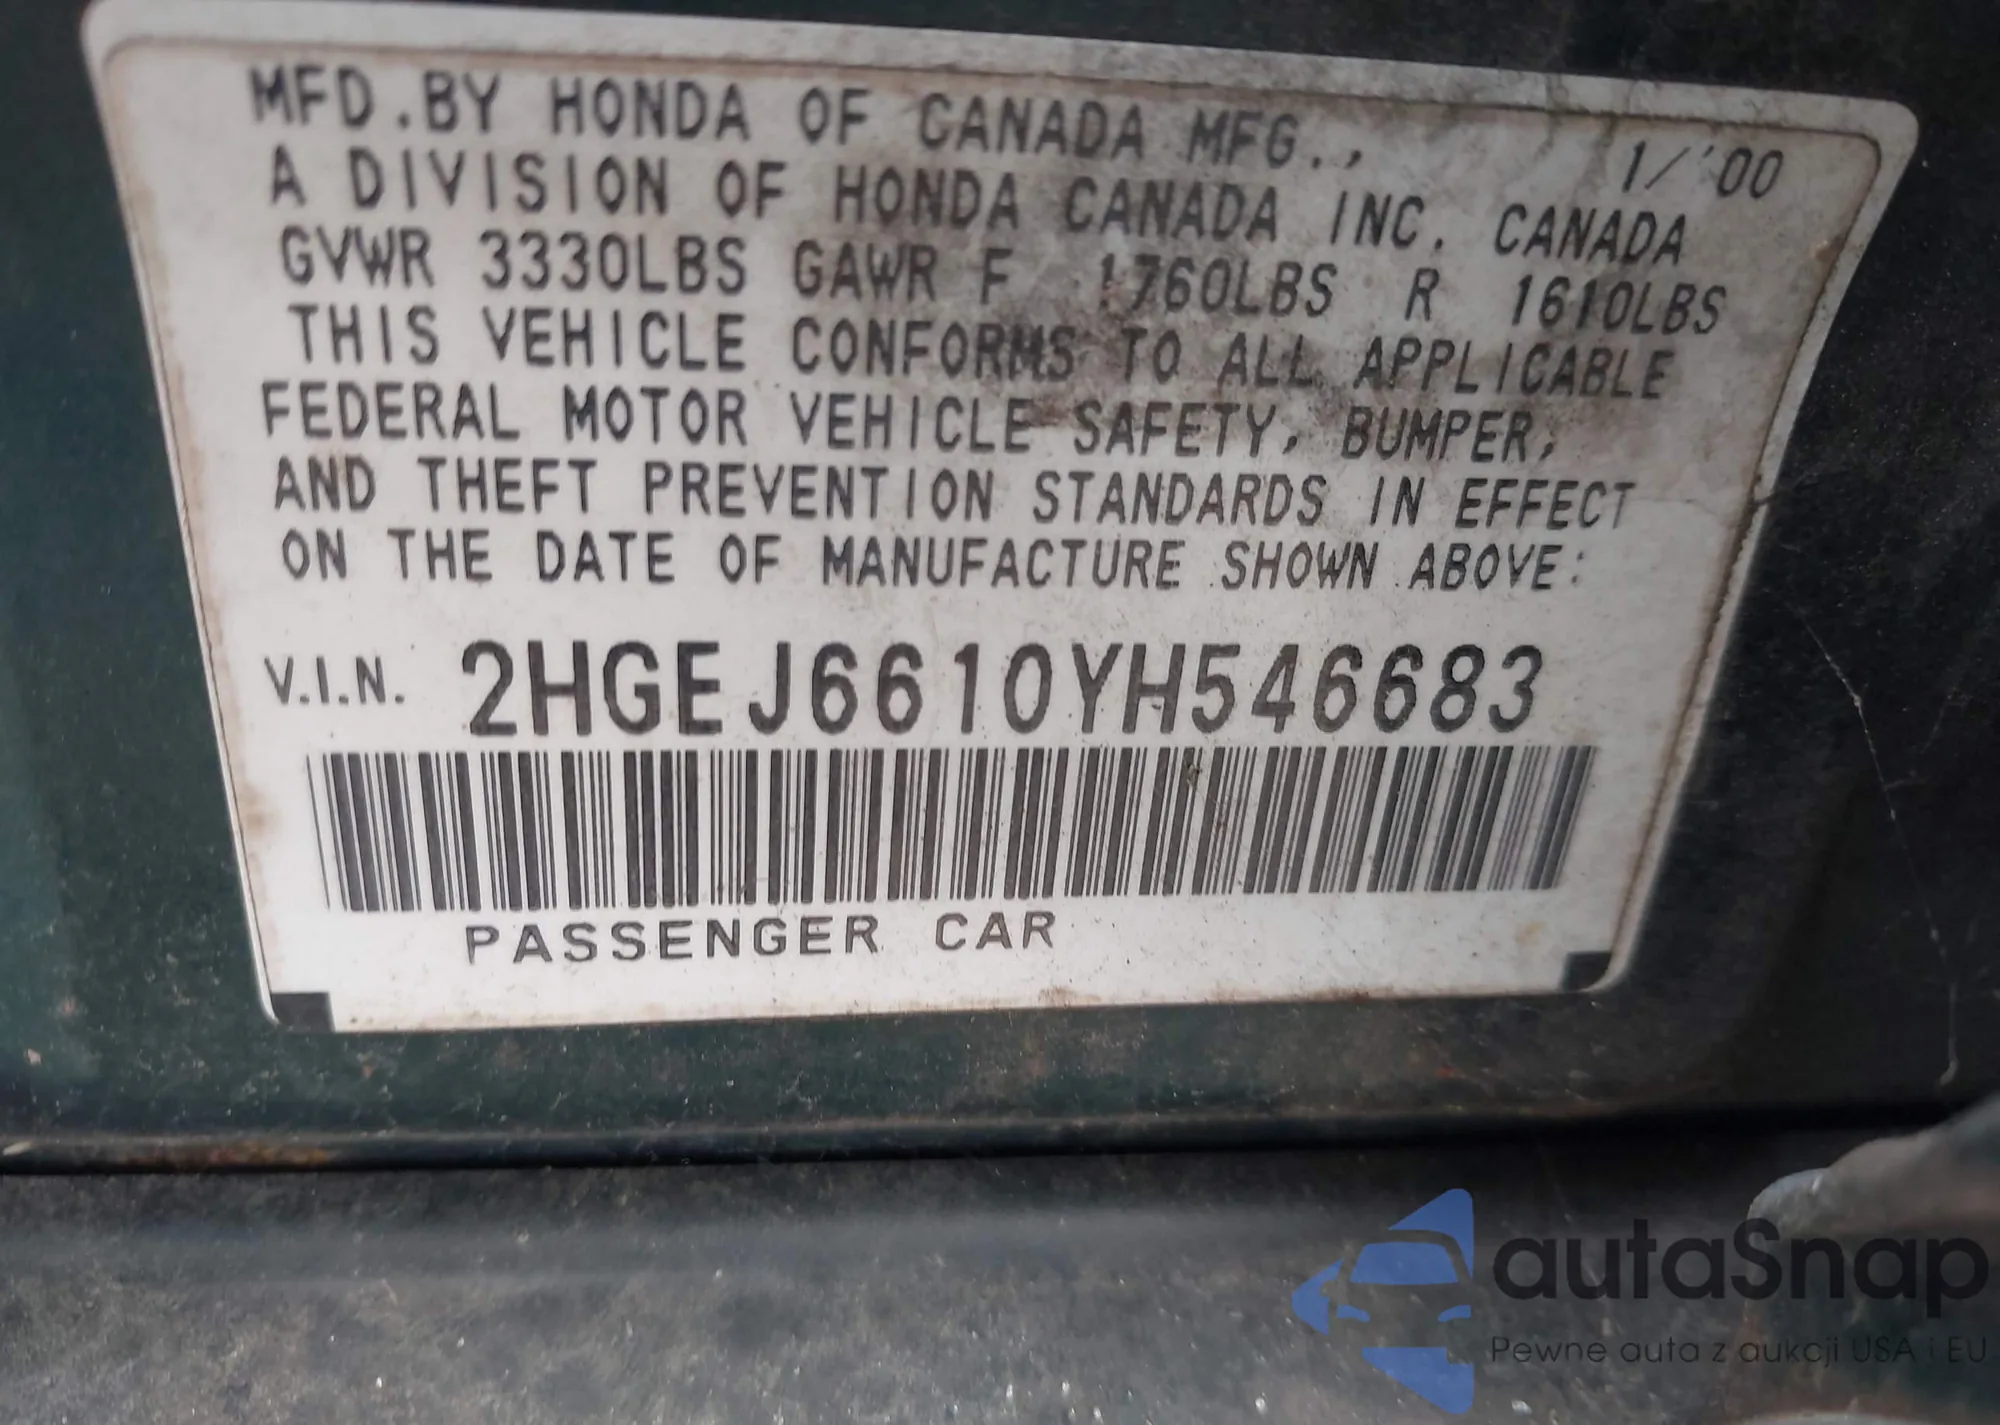 MFD.BY HONDA OF CANADA MFG.,
1/'00
A DIVISION OF HONDA CANADA INC. CANADA
GVWR 3330LBS GAWR F 1760LBS R 1610LBS
THIS VEHICLE CONFORMS TO ALL APPLICABLE
FEDERAL MOTOR VEHICLE SAFETY, BUMPER,
AND THEFT PREVENTION STANDARDS IN EFFECT
ON THE DATE OF MANUFACTURE SHOWN ABOVE:
V.I.N. 2HGEJ6610YH546683
PASSENGER CAR
autaSnap
Pewne auta z aukcji USA i EU